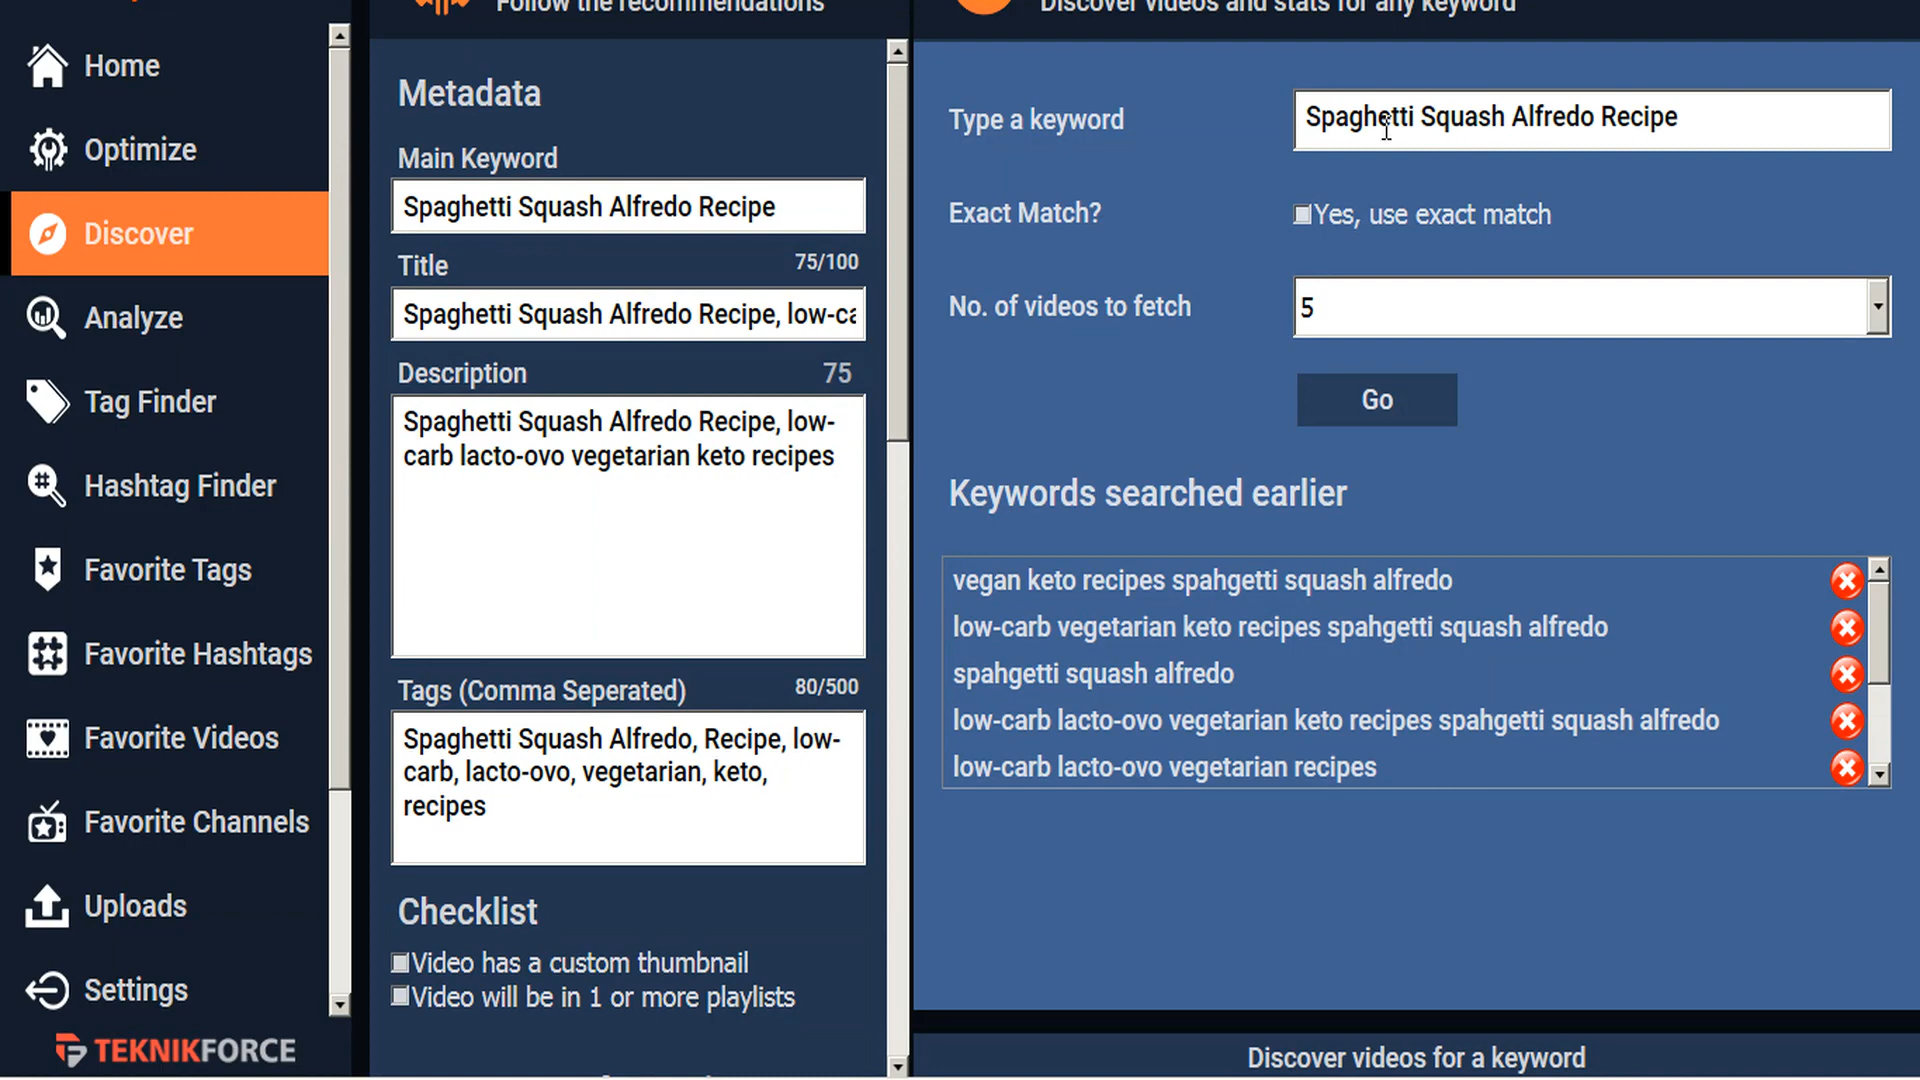 Home
Optimize
Discover
Analyze
Tag Finder
Hashtag Finder
Favorite Tags
Favorite Hashtags
Favorite Videos
Favorite Channels
Uploads
Settings
TEKNIKFORCE
Follow the recommendations
Metadata
Main Keyword
Spaghetti Squash Alfredo Recipe
Title 75/100
Spaghetti Squash Alfredo Recipe, low-ca
Description 75
Spaghetti Squash Alfredo Recipe, low-
carb lacto-ovo vegetarian keto recipes
Tags (Comma Seperated) 80/500
Spaghetti Squash Alfredo, Recipe, low-
carb, lacto-ovo, vegetarian, keto,
recipes
Checklist
Video has a custom thumbnail
Video will be in 1 or more playlists
Discover videos and stats for any keyword
Type a keyword Spaghetti Squash Alfredo Recipe
Exact Match? Yes, use exact match
No. of videos to fetch 5
Go
Keywords searched earlier
vegan keto recipes spahgetti squash alfredo
low-carb vegetarian keto recipes spahgetti squash alfredo
spahgetti squash alfredo
low-carb lacto-ovo vegetarian keto recipes spahgetti squash alfredo
low-carb lacto-ovo vegetarian recipes
Discover videos for a keyword